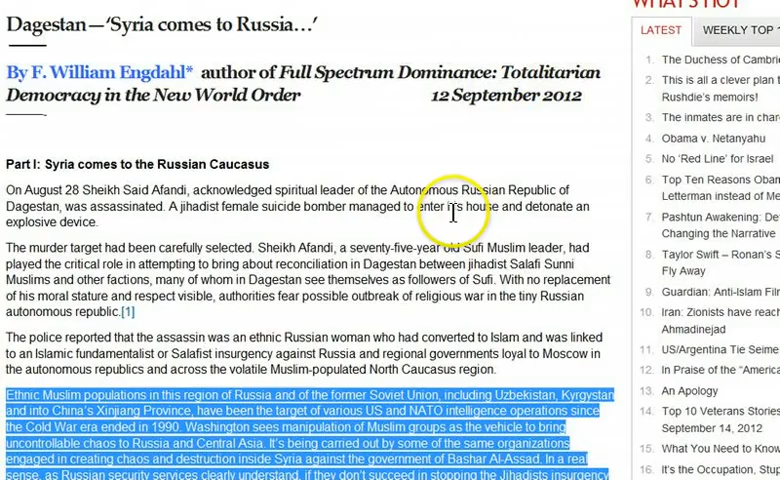 Dagestan—'Syria comes to Russia…'
By F. William Engdahl* author of Full Spectrum Dominance: Totalitarian
Democracy in the New World Order 12 September 2012
Part I: Syria comes to the Russian Caucasus
On August 28 Sheikh Said Afandi, acknowledged spiritual leader of the Autonomous Russian Republic of
Dagestan, was assassinated. A jihadist female suicide bomber managed to enter its house and detonate an
explosive device.
The murder target had been carefully selected. Sheikh Afandi, a seventy-five-year old Sufi Muslim leader, had
played the critical role in attempting to bring about reconciliation in Dagestan between jihadist Salafi Sunni
Muslims and other factions, many of whom in Dagestan see themselves as followers of Sufi. With no replacement
of his moral stature and respect visible, authorities fear possible outbreak of religious war in the tiny Russian
autonomous republic.[1]
The police reported that the assassin was an ethnic Russian woman who had converted to Islam and was linked
to an Islamic fundamentalist or Salafist insurgency against Russia and regional governments loyal to Moscow in
the autonomous republics and across the volatile Muslim-populated North Caucasus region.
Ethnic Muslim populations in this region of Russia and of the former Soviet Union, including Uzbekistan, Kyrgystan
and into China's Xinjiang Province, have been the target of various US and NATO intelligence operations since
the Cold War era ended in 1990. Washington sees manipulation of Muslim groups as the vehicle to bring
uncontrollable chaos to Russia and Central Asia. It's being carried out by some of the same organizations
engaged in creating chaos and destruction inside Syria against the government of Bashar Al-Assad. In a real
sense, as Russian security services clearly understand, if they don't succeed in stopping the Jihadists insurgency
WHAT'S HOT
LATEST WEEKLY TOP
1. The Duchess of Cambri
2. This is all a clever plan t
Rushdie's memoirs!
3. The inmates are in char
4. Obama v. Netanyahu
5. No 'Red Line' for Israel
6. Top Ten Reasons Obam
Letterman instead of Me
7. Pashtun Awakening: De
Changing the Narrative
8. Taylor Swift – Ronan's S
Fly Away
9. Guardian: Anti-Islam Fil
10. Iran: Zionists have reac
Ahmadinejad
11. US/Argentina Tie Seime
12. In Praise of the "Americ
13. An Apology
14. Top 10 Veterans Stories
September 14, 2012
15. What You Need to Know
16. It's the Occupation, Stup